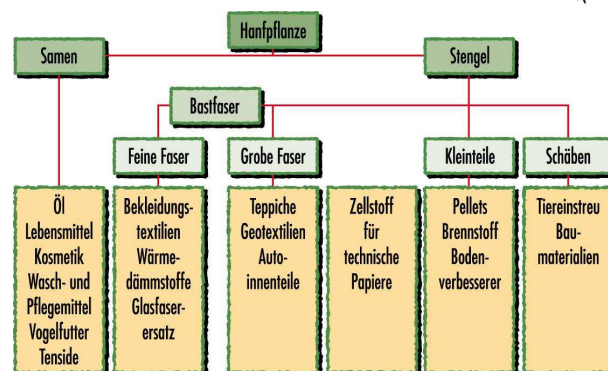 Hanfpflanze
Samen
Stengel
Bastfaser
Feine Faser
Grobe Faser
Kleinteile
Schäben
Öl
Lebensmittel
Kosmetik
Wasch- und
Pflegemittel
Vogelfutter
Tenside
Bekleidungs-
textilien
Wärme-
dämmstoffe
Glasfaser-
ersatz
Teppiche
Geotextilien
Auto-
innenteile
Zellstoff
für
technische
Papiere
Pellets
Brennstoff
Boden-
verbesserer
Tiereinstreu
Bau-
materialien